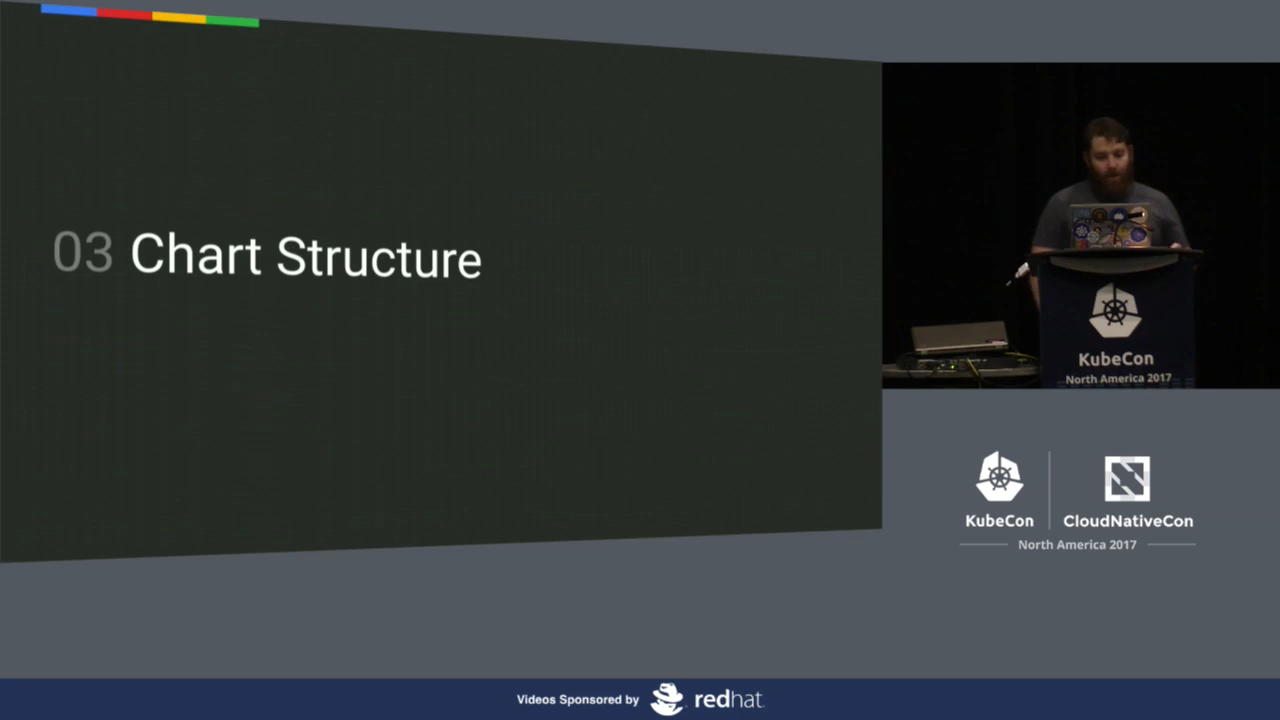 03 Chart Structure
KubeCon
North America 2017
KubeCon
CloudNativeCon
North America 2017
Videos Sponsored by redhat.